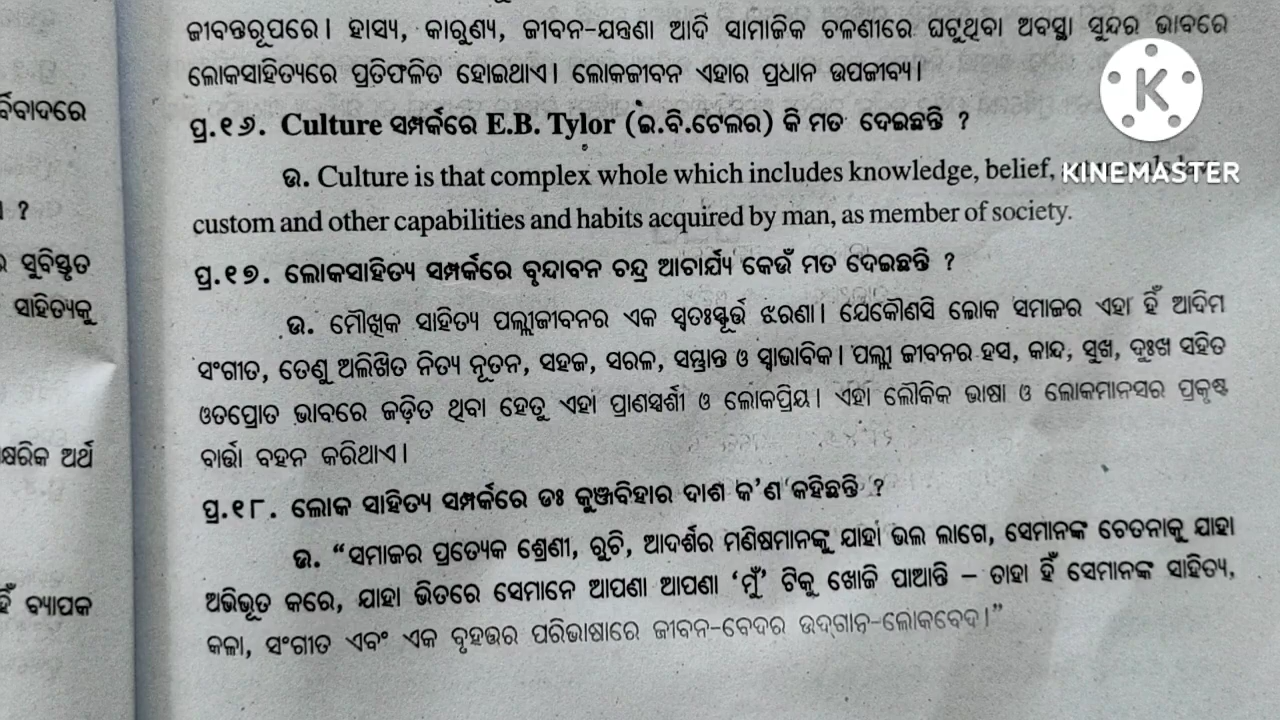 ଜୀବନ୍ତରୂପରେ। ହାସ୍ୟ, କାରୁଣ୍ୟ, ଜୀବନ-ଯନ୍ତ୍ରଣା ଆଦି ସାମାଜିକ ଚଳଣୀରେ ଘଟୁଥିବା ଅବସ୍ଥା ସୁନ୍ଦର ଭାବରେ
ଲୋକସାହିତ୍ୟରେ ପ୍ରତିଫଳିତ ହୋଇଥାଏ। ଲୋକଜୀବନ ଏହାର ପ୍ରଧାନ ଉପଜୀବ୍ୟ।
ପ୍ର.୧୬. Culture ସମ୍ପର୍କରେ E.B. Tylor (ଇ.ବି.ଟେଲର) କି ମତ ଦେଇଛନ୍ତି ?
ଉ. Culture is that complex whole which includes knowledge, belief,
custom and other capabilities and habits acquired by man, as member of society.
ପ୍ର.୧୭. ଲୋକସାହିତ୍ୟ ସମ୍ପର୍କରେ ବୃନ୍ଦାବନ ଚନ୍ଦ୍ର ଆଚାର୍ଯ୍ୟ କେଉଁ ମତ ଦେଇଛନ୍ତି ?
ଉ. ମୌଖିକ ସାହିତ୍ୟ ପଲ୍ଲୀଜୀବନର ଏକ ସ୍ୱତଃସ୍ଫୂର୍ତ୍ତ ଝରଣା। ଯେକୌଣସି ଲୋକ ସମାଜର ଏହା ହିଁ ଆଦିମ
ସଂଗୀତ, ତେଣୁ ଅଲିଖିତ ନିତ୍ୟ ନୂତନ, ସହଜ, ସରଳ, ସମ୍ଭ୍ରାନ୍ତ ଓ ସ୍ୱାଭାବିକ। ପଲ୍ଲୀ ଜୀବନର ହସ, କାନ୍ଦ, ସୁଖ, ଦୁଃଖ ସହିତ
ଓତପ୍ରୋତ ଭାବରେ ଜଡ଼ିତ ଥିବା ହେତୁ ଏହା ପ୍ରାଣସ୍ପର୍ଶୀ ଓ ଲୋକପ୍ରିୟ। ଏହା ଲୌକିକ ଭାଷା ଓ ଲୋକମାନସର ପ୍ରକୃଷ୍ଟ
ବାର୍ତ୍ତା ବହନ କରିଥାଏ।
ପ୍ର.୧୮. ଲୋକ ସାହିତ୍ୟ ସମ୍ପର୍କରେ ଡଃ କୁଞ୍ଜବିହାର ଦାଶ କ'ଣ କହିଛନ୍ତି ?
ଉ. “ସମାଜର ପ୍ରତ୍ୟେକ ଶ୍ରେଣୀ, ରୁଚି, ଆଦର୍ଶର ମଣିଷମାନଙ୍କୁ ଯାହା ଭଲ ଲାଗେ, ସେମାନଙ୍କ ଚେତନାକୁ ଯାହା
ଅଭିଭୂତ କରେ, ଯାହା ଭିତରେ ସେମାନେ ଆପଣା ଆପଣା ‘ମୁଁ’ ଟିକୁ ଖୋଜି ପାଆନ୍ତି – ତାହା ହିଁ ସେମାନଙ୍କ ସାହିତ୍ୟ,
କଳା, ସଂଗୀତ ଏବଂ ଏକ ବୃହତ୍ତର ପରିଭାଷାରେ ଜୀବନ-ବେଦର ଉଦ୍‌ଗାନ-ଲୋକବେଦ।”
?
ସୁବିସ୍ତୃତ
ସାହିତ୍ୟକୁ
ଅର୍ଥ
ବ୍ୟାପକ
K
KINEMASTER